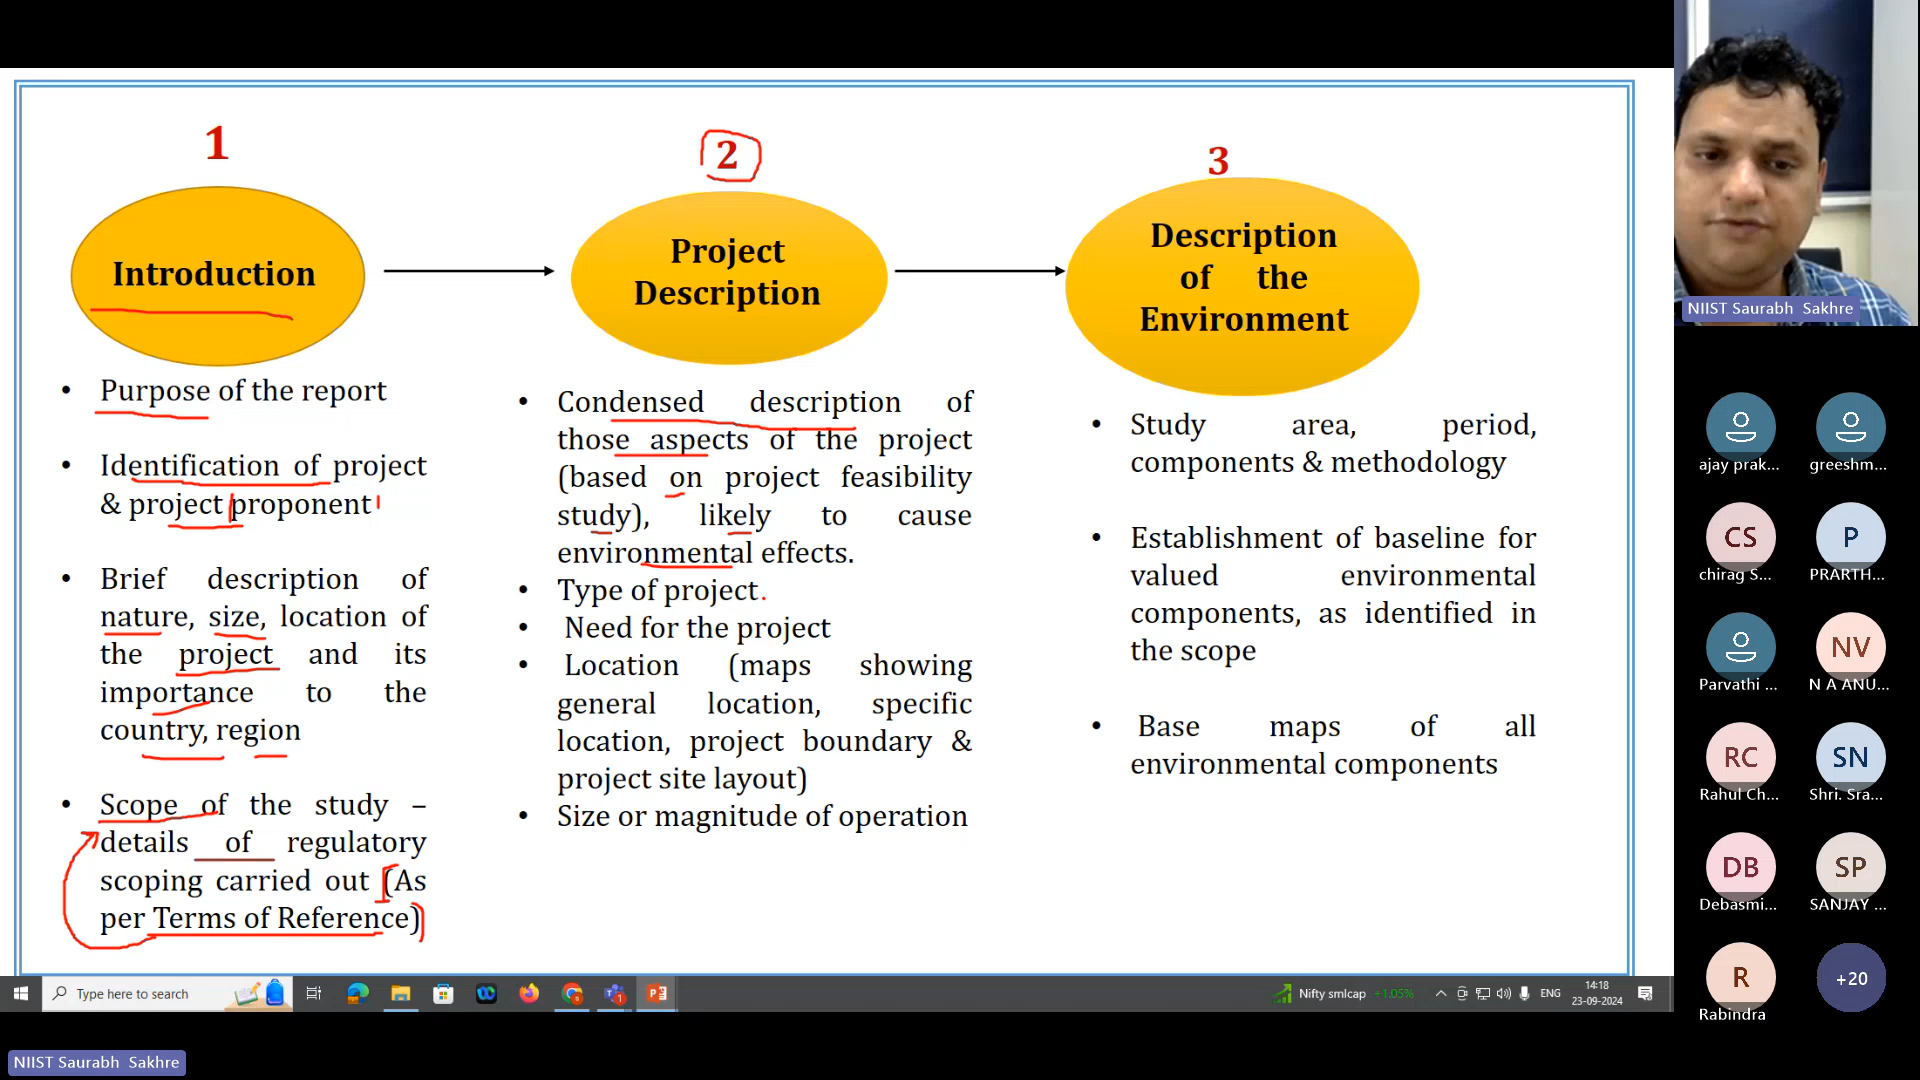 1
Introduction
• Purpose of the report
• Identification of project
& project proponent
• Brief description of
nature, size, location of
the project and its
importance to the
country, region
• Scope of the study –
details of regulatory
scoping carried out (As
per Terms of Reference)
2
Project
Description
• Condensed description of
those aspects of the project
(based on project feasibility
study), likely to cause
environmental effects.
• Type of project.
• Need for the project
• Location (maps showing
general location, specific
location, project boundary &
project site layout)
• Size or magnitude of operation
3
Description
of the
Environment
• Study area, period,
components & methodology
• Establishment of baseline for
valued environmental
components, as identified in
the scope
• Base maps of all
environmental components
NIIST Saurabh Sakhre
ajay prak...
greeshm...
CS
chirag S...
P
PRARTH...
Parvathi ...
NV
N A ANU...
RC
Rahul Ch...
SN
Shri. Sra...
DB
Debasmi...
SP
SANJAY ...
R
Rabindra
+20
Type here to search
Nifty smlcap +1.05%
ENG
14:18
23-09-2024
NIIST Saurabh Sakhre